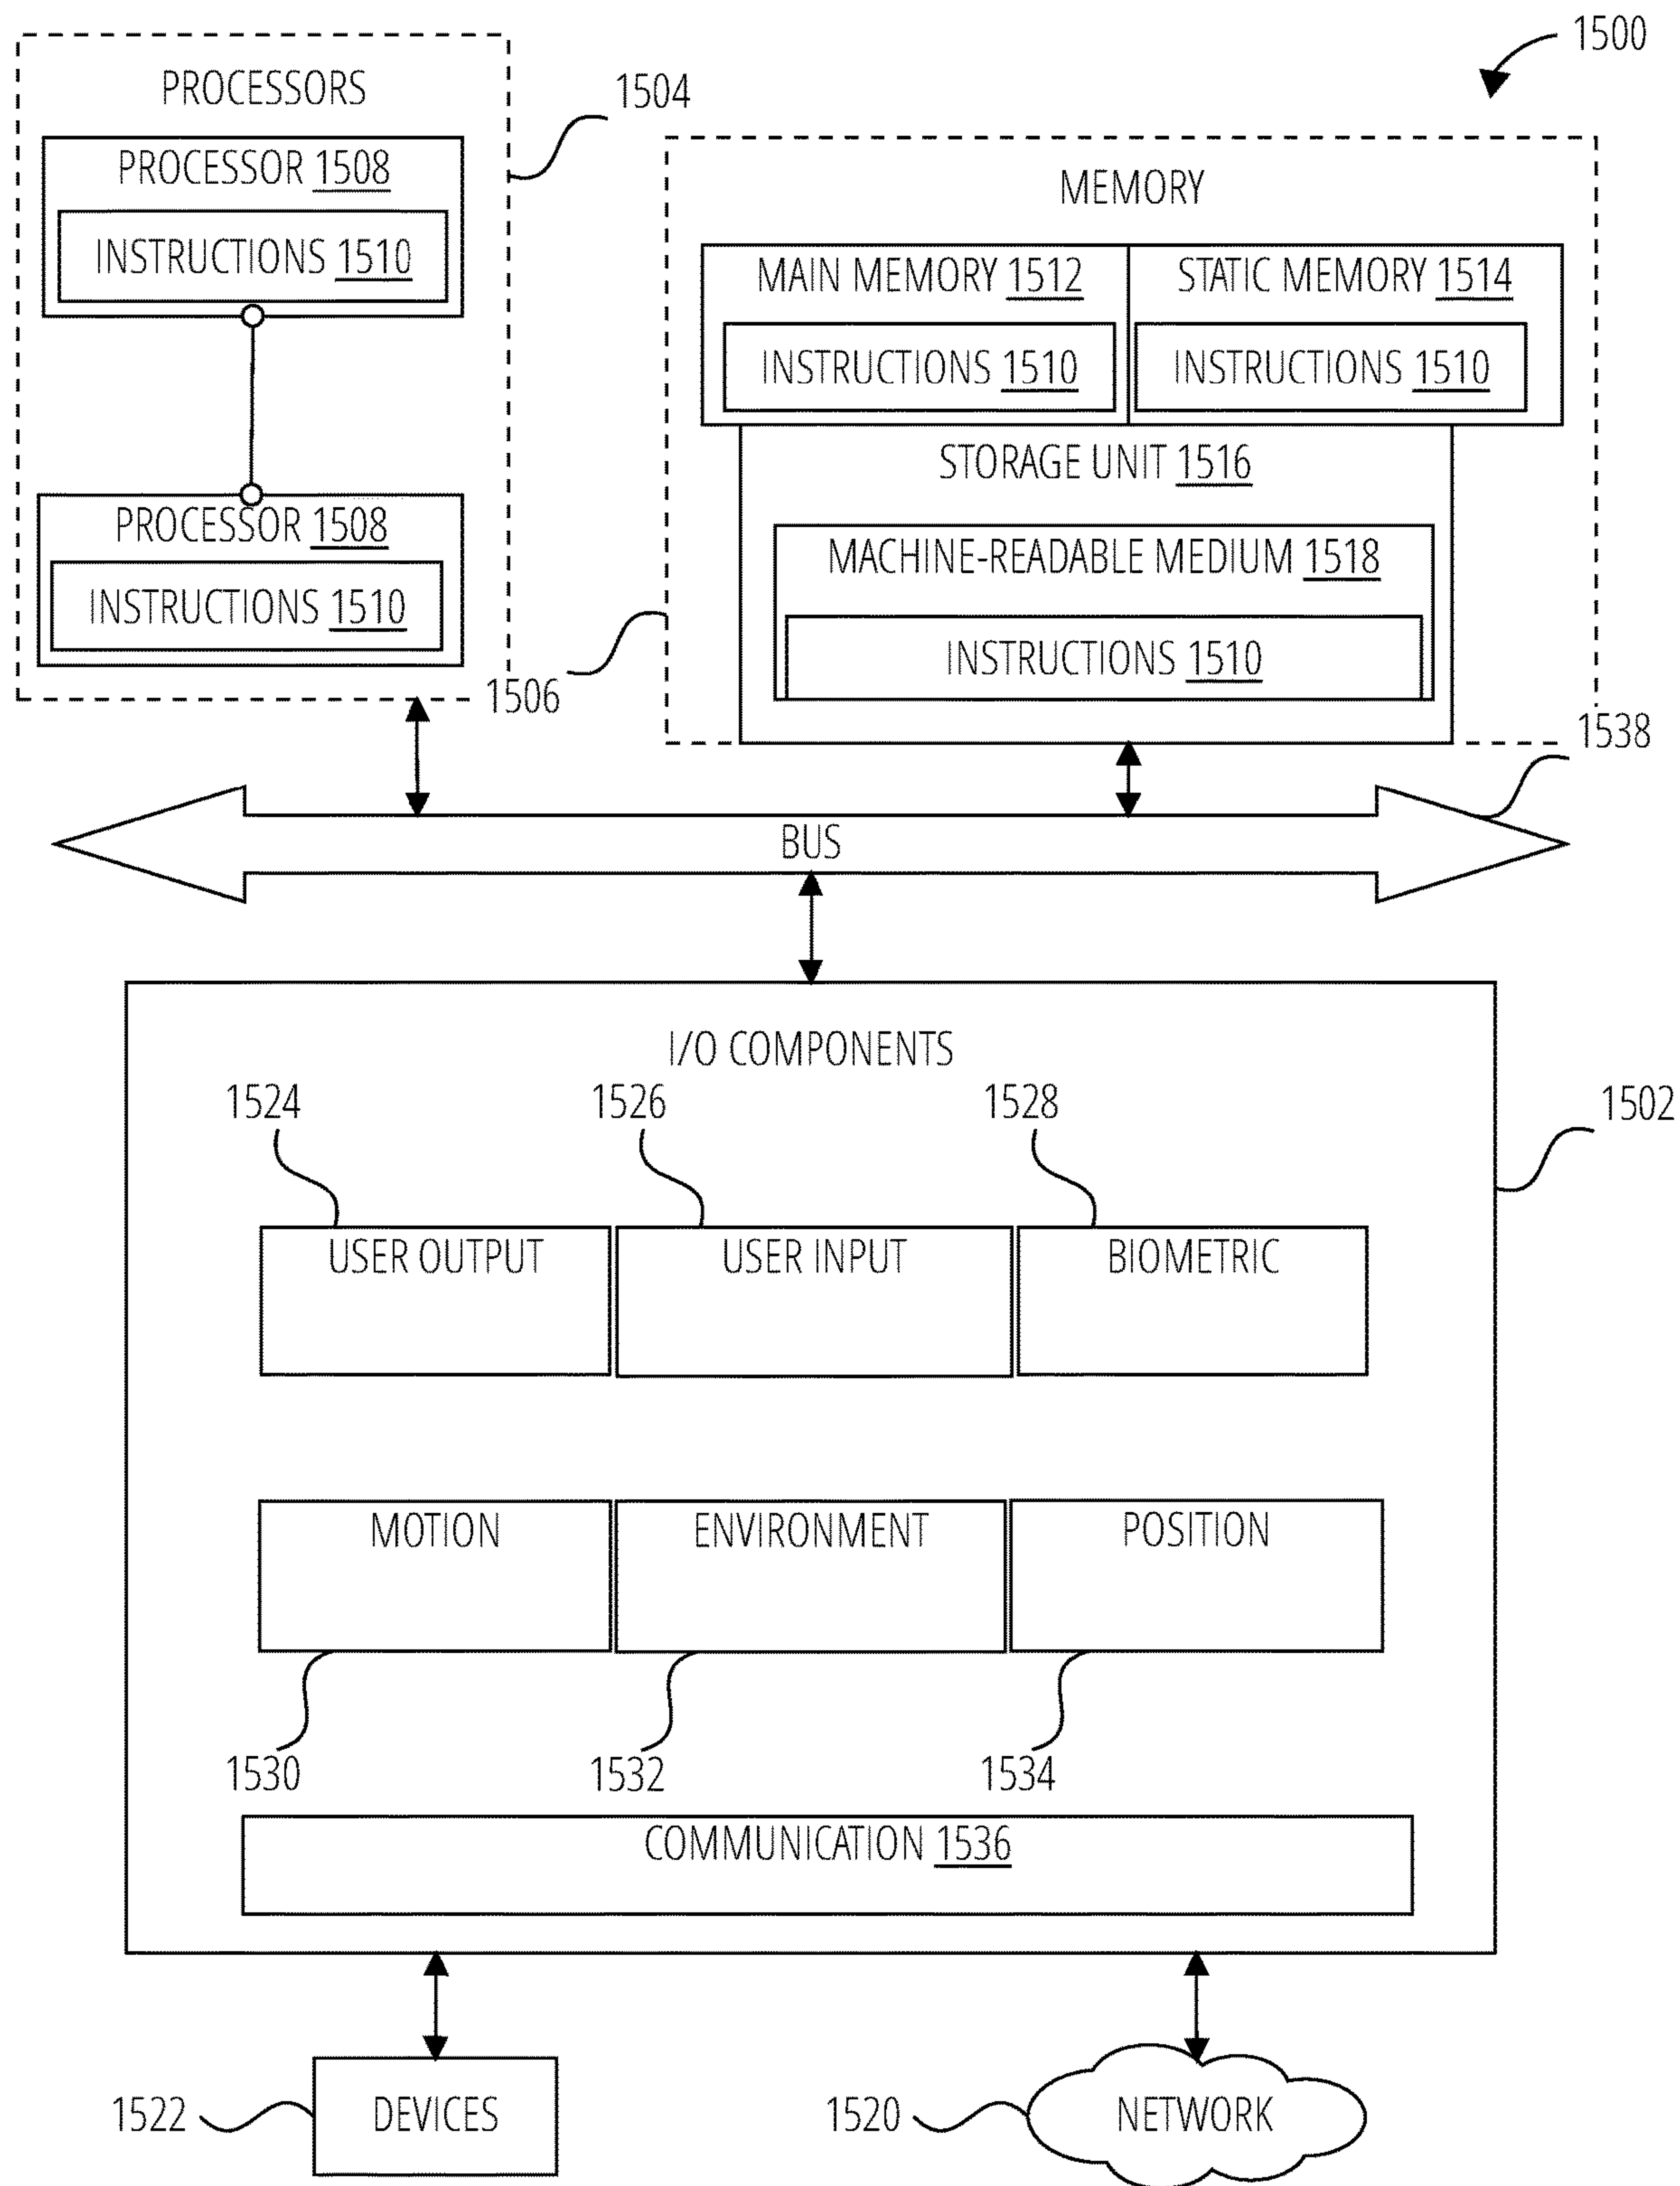 1500
PROCESSORS
1504
PROCESSOR 1508
INSTRUCTIONS 1510
PROCESSOR 1508
INSTRUCTIONS 1510
MEMORY
MAIN MEMORY 1512
STATIC MEMORY 1514
INSTRUCTIONS 1510
INSTRUCTIONS 1510
STORAGE UNIT 1516
MACHINE-READABLE MEDIUM 1518
INSTRUCTIONS 1510
1506
1538
BUS
I/O COMPONENTS
1524
1526
1528
1502
USER OUTPUT
USER INPUT
BIOMETRIC
MOTION
ENVIRONMENT
POSITION
1530
1532
1534
COMMUNICATION 1536
1522
DEVICES
1520
NETWORK